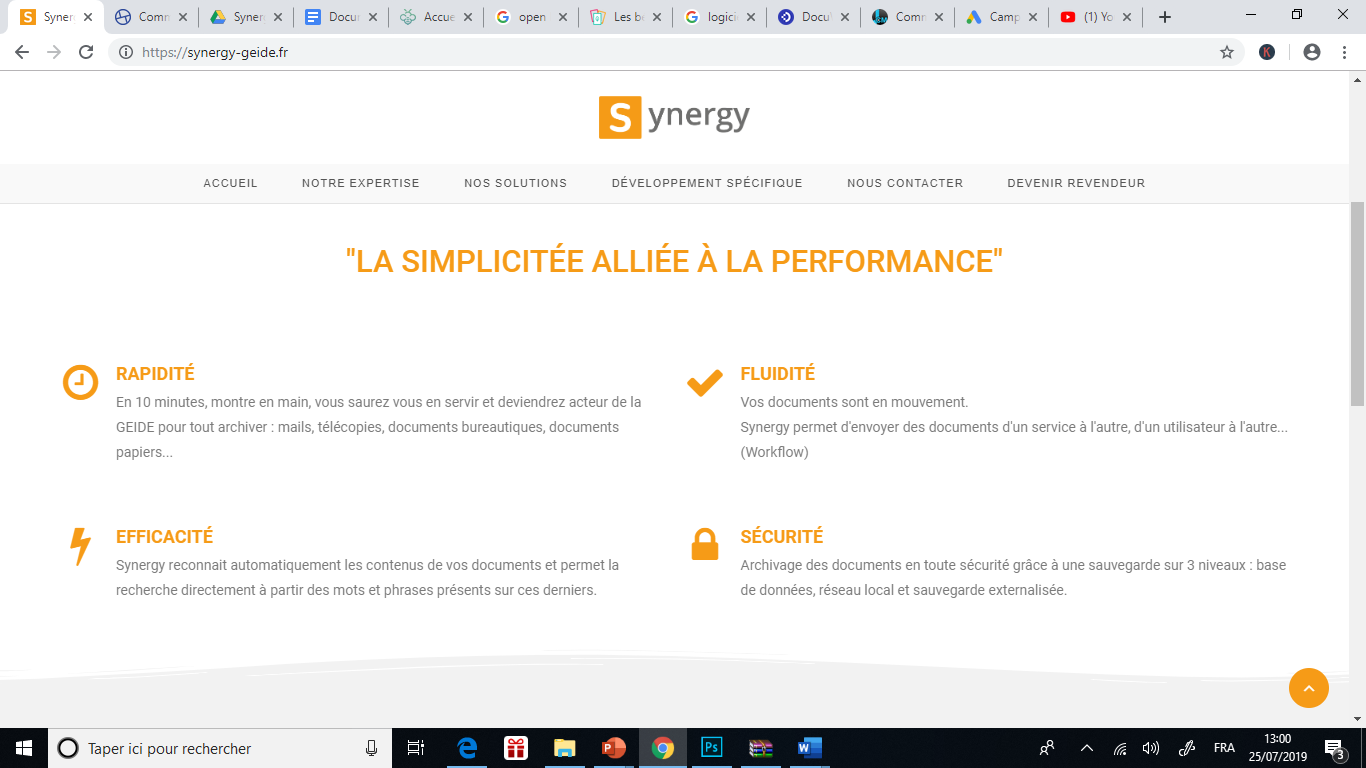 Syner
Comm
Syner
Docu
Accue
open
Les b
logici
Docu
Comm
Camp
(1) Yo
https://synergy-geide.fr
K
Synergy
ACCUEIL
NOTRE EXPERTISE
NOS SOLUTIONS
DÉVELOPPEMENT SPÉCIFIQUE
NOUS CONTACTER
DEVENIR REVENDEUR
"LA SIMPLICITÉE ALLIÉE À LA PERFORMANCE"
RAPIDITÉ
En 10 minutes, montre en main, vous saurez vous en servir et deviendrez acteur de la
GEIDE pour tout archiver : mails, télécopies, documents bureautiques, documents
papiers...
FLUIDITÉ
Vos documents sont en mouvement.
Synergy permet d'envoyer des documents d'un service à l'autre, d'un utilisateur à l'autre...
(Workflow)
EFFICACITÉ
Synergy reconnait automatiquement les contenus de vos documents et permet la
recherche directement à partir des mots et phrases présents sur ces derniers.
SÉCURITÉ
Archivage des documents en toute sécurité grâce à une sauvegarde sur 3 niveaux : base
de données, réseau local et sauvegarde externalisée.
Taper ici pour rechercher
FRA
13:00
25/07/2019
3